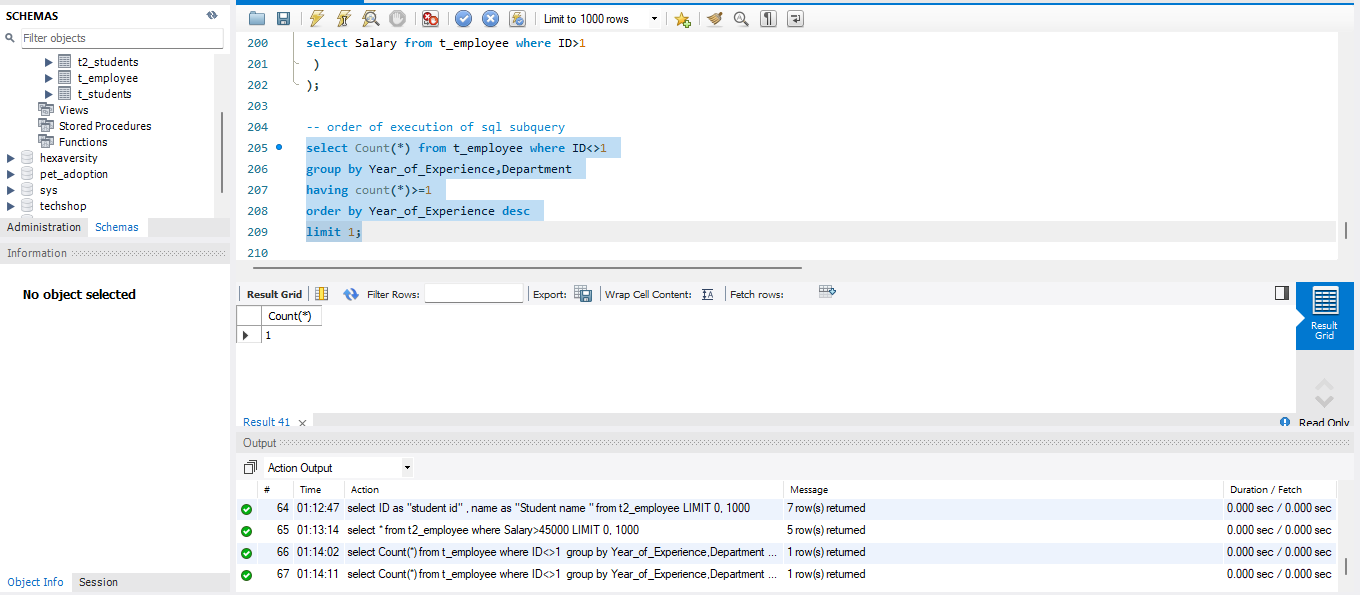 SCHEMAS
Filter objects
t2_students
t_employee
t_students
Views
Stored Procedures
Functions
hexaversity
pet_adoption
sys
techshop
Administration Schemas
Information
No object selected
Object Info Session
Limit to 1000 rows
200 select Salary from t_employee where ID>1
201 )
202 );
203
204 -- order of execution of sql subquery
205 select Count(*) from t_employee where ID<>1
206 group by Year_of_Experience,Department
207 having count(*)>=1
208 order by Year_of_Experience desc
209 limit 1;
210
Result Grid Filter Rows: Export: Wrap Cell Content: Fetch rows:
Count(*)
1
Result
Grid
Result 41 Read Only
Output
Action Output
# Time Action Message Duration / Fetch
64 01:12:47 select ID as "student id" , name as "Student name " from t2_employee LIMIT 0, 1000 7 row(s) returned 0.000 sec / 0.000 sec
65 01:13:14 select * from t2_employee where Salary>45000 LIMIT 0, 1000 5 row(s) returned 0.000 sec / 0.000 sec
66 01:14:02 select Count(*) from t_employee where ID<>1 group by Year_of_Experience,Department ... 1 row(s) returned 0.000 sec / 0.000 sec
67 01:14:11 select Count(*) from t_employee where ID<>1 group by Year_of_Experience,Department ... 1 row(s) returned 0.000 sec / 0.000 sec